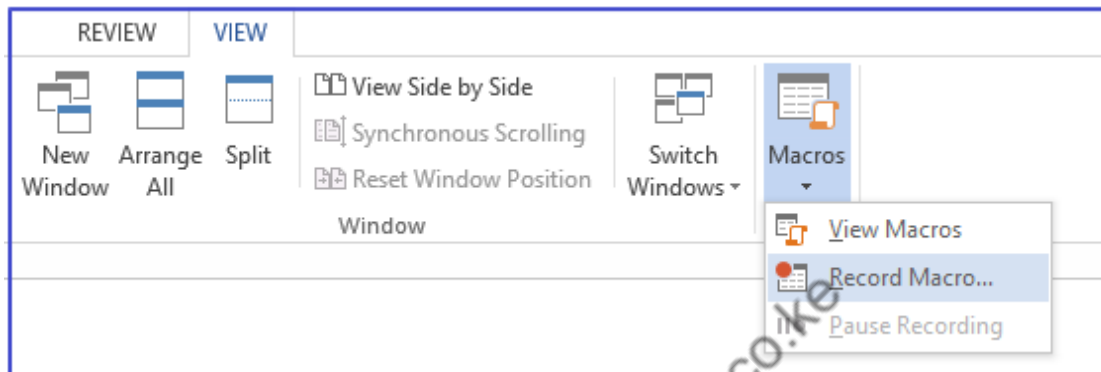 REVIEW VIEW
New Window
Arrange All
Split
View Side by Side
Synchronous Scrolling
Reset Window Position
Switch Windows
Macros
Window
View Macros
Record Macro...
Pause Recording
co.ke